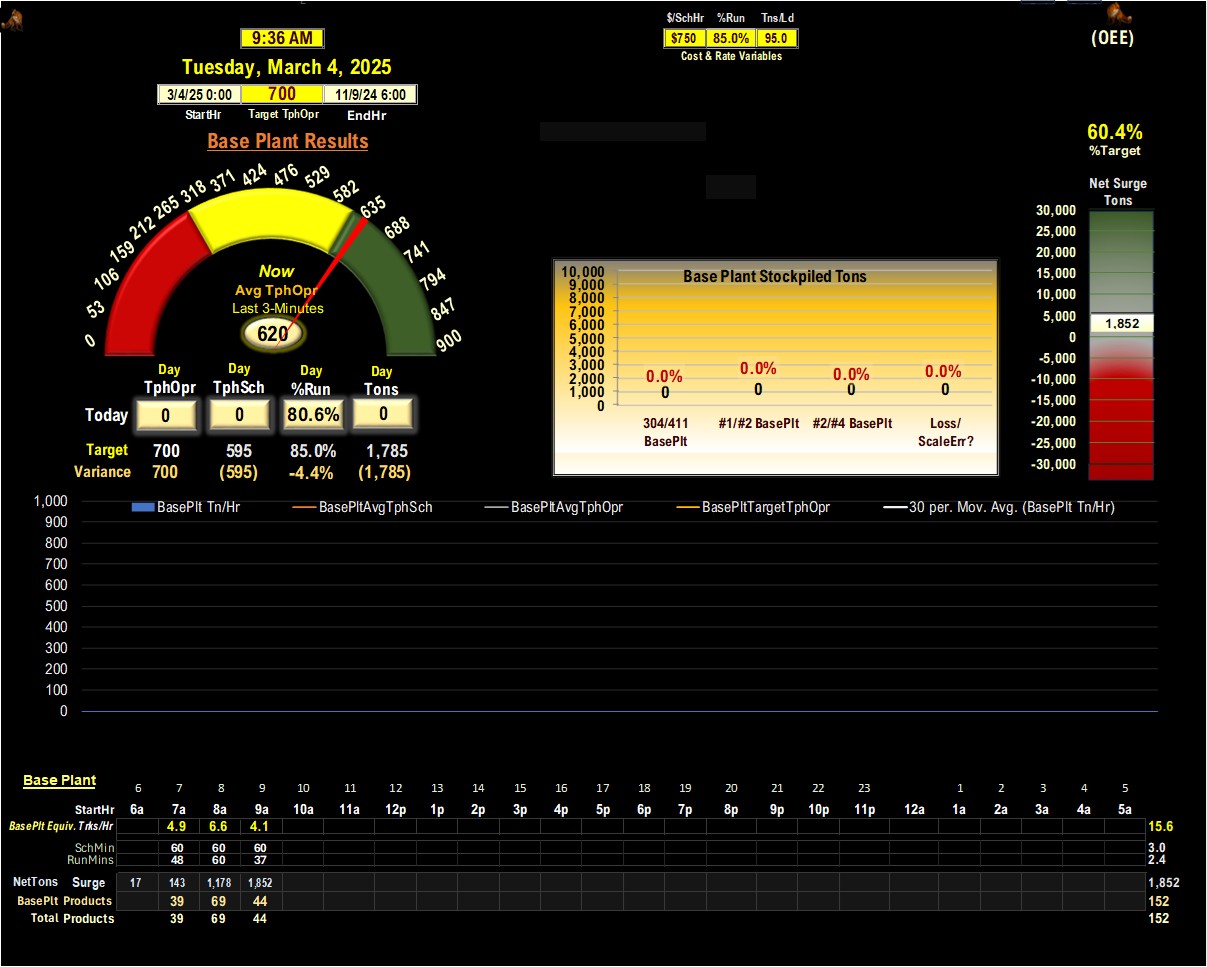 $/SchHr %Run Tns/Ld
9:36 AM $750 85.0% 95.0 (OEE)
Cost & Rate Variables
Tuesday, March 4, 2025
3/4/25 0:00 700 11/9/24 6:00
StartHr Target TphOpr EndHr
60.4%
%Target
Base Plant Results
Net Surge
Tons
0 53 106 159 212 265 318 371 424 476 529 582 635 688 741 794 847 900
Now
Avg TphOpr
Last 3-Minutes
620
Base Plant Stockpiled Tons
10,000
9,000
8,000
7,000
6,000
5,000
4,000
3,000
2,000
1,000
0
0.0% 0.0% 0.0% 0.0%
0 0 0 0
304/411 #1/#2 BasePlt #2/#4 BasePlt Loss/
BasePlt ScaleErr?
30,000
25,000
20,000
15,000
10,000
5,000
1,852
0
-5,000
-10,000
-15,000
-20,000
-25,000
-30,000
Day Day Day Day
TphOpr TphSch %Run Tons
Today 0 0 80.6% 0
Target 700 595 85.0% 1,785
Variance 700 (595) -4.4% (1,785)
BasePlt Tn/Hr BasePltAvgTphSch BasePltAvgTphOpr BasePltTargetTphOpr 30 per. Mov. Avg. (BasePlt Tn/Hr)
1,000
900
800
700
600
500
400
300
200
100
0
Base Plant 6 7 8 9 10 11 12 13 14 15 16 17 18 19 20 21 22 23 1 2 3 4 5
StartHr 6a 7a 8a 9a 10a 11a 12p 1p 2p 3p 4p 5p 6p 7p 8p 9p 10p 11p 12a 1a 2a 3a 4a 5a
BasePlt Equiv. Trks/Hr 4.9 6.6 4.1 15.6
SchMin 60 60 60 3.0
RunMins 48 60 37 2.4
NetTons Surge 17 143 1,178 1,852 1,852
BasePlt Products 39 69 44 152
Total Products 39 69 44 152